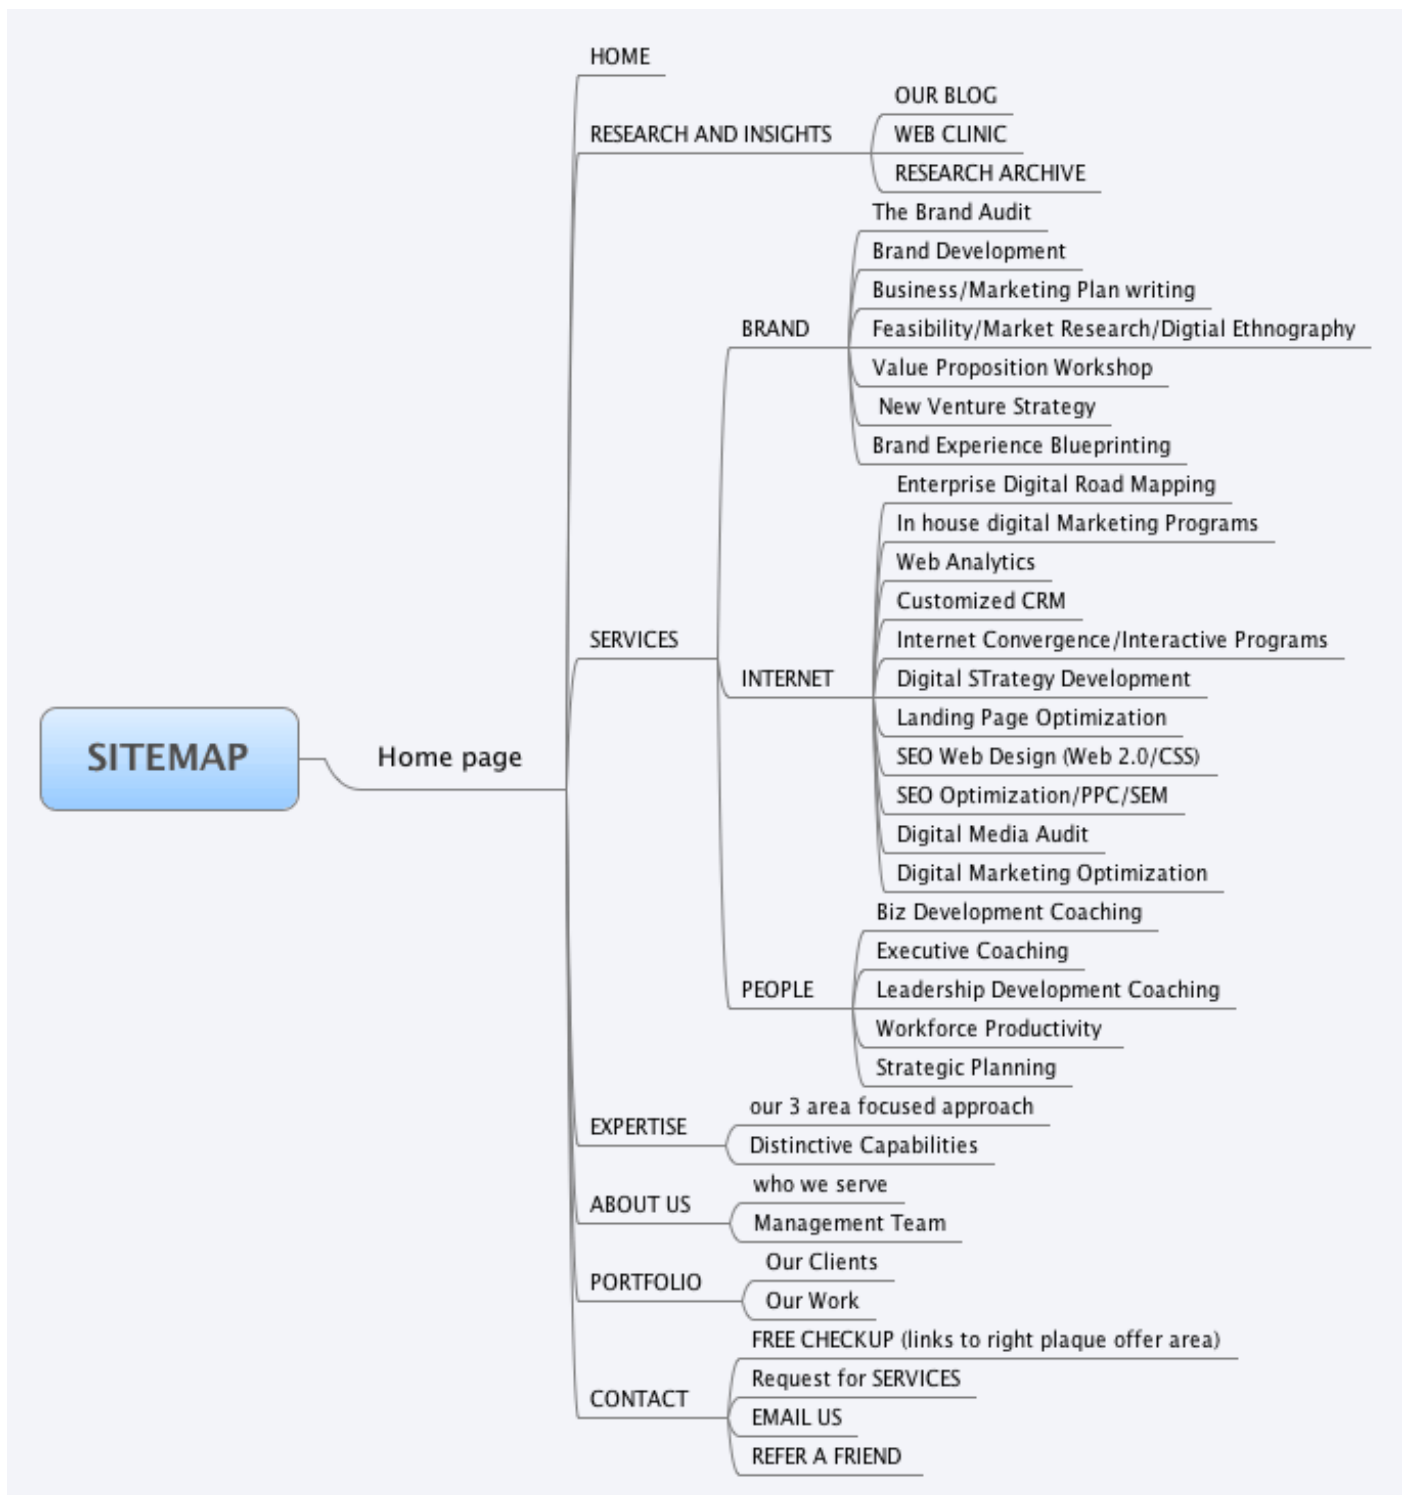 SITEMAP
Home page
HOME
RESEARCH AND INSIGHTS
OUR BLOG
WEB CLINIC
RESEARCH ARCHIVE
SERVICES
BRAND
The Brand Audit
Brand Development
Business/Marketing Plan writing
Feasibility/Market Research/Digtial Ethnography
Value Proposition Workshop
New Venture Strategy
Brand Experience Blueprinting
INTERNET
Enterprise Digital Road Mapping
In house digital Marketing Programs
Web Analytics
Customized CRM
Internet Convergence/Interactive Programs
Digital STrategy Development
Landing Page Optimization
SEO Web Design (Web 2.0/CSS)
SEO Optimization/PPC/SEM
Digital Media Audit
Digital Marketing Optimization
PEOPLE
Biz Development Coaching
Executive Coaching
Leadership Development Coaching
Workforce Productivity
Strategic Planning
EXPERTISE
our 3 area focused approach
Distinctive Capabilities
ABOUT US
who we serve
Management Team
PORTFOLIO
Our Clients
Our Work
CONTACT
FREE CHECKUP (links to right plaque offer area)
Request for SERVICES
EMAIL US
REFER A FRIEND